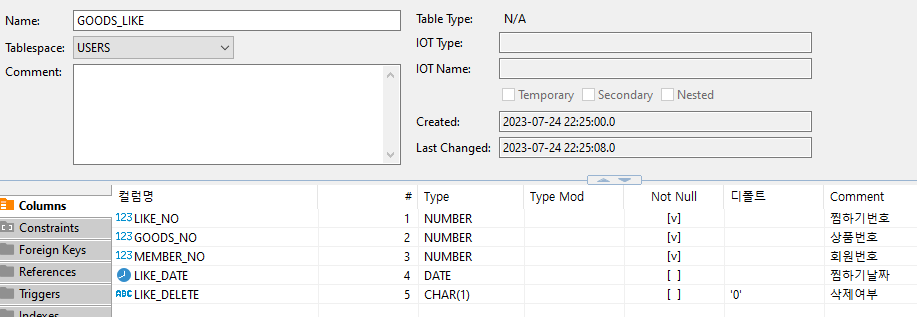 Name: GOODS_LIKE Table Type: N/A
Tablespace: USERS IOT Type:
Comment: IOT Name:
Temporary Secondary Nested
Created: 2023-07-24 22:25:00.0
Last Changed: 2023-07-24 22:25:08.0
Columns
Constraints
Foreign Keys
References
Triggers
Indexes
컬럼명 # Type Type Mod Not Null 디폴트 Comment
123 LIKE_NO 1 NUMBER [v] 찜하기번호
123 GOODS_NO 2 NUMBER [v] 상품번호
123 MEMBER_NO 3 NUMBER [v] 회원번호
LIKE_DATE 4 DATE [ ] 찜하기날짜
ABC LIKE_DELETE 5 CHAR(1) [ ] '0' 삭제여부